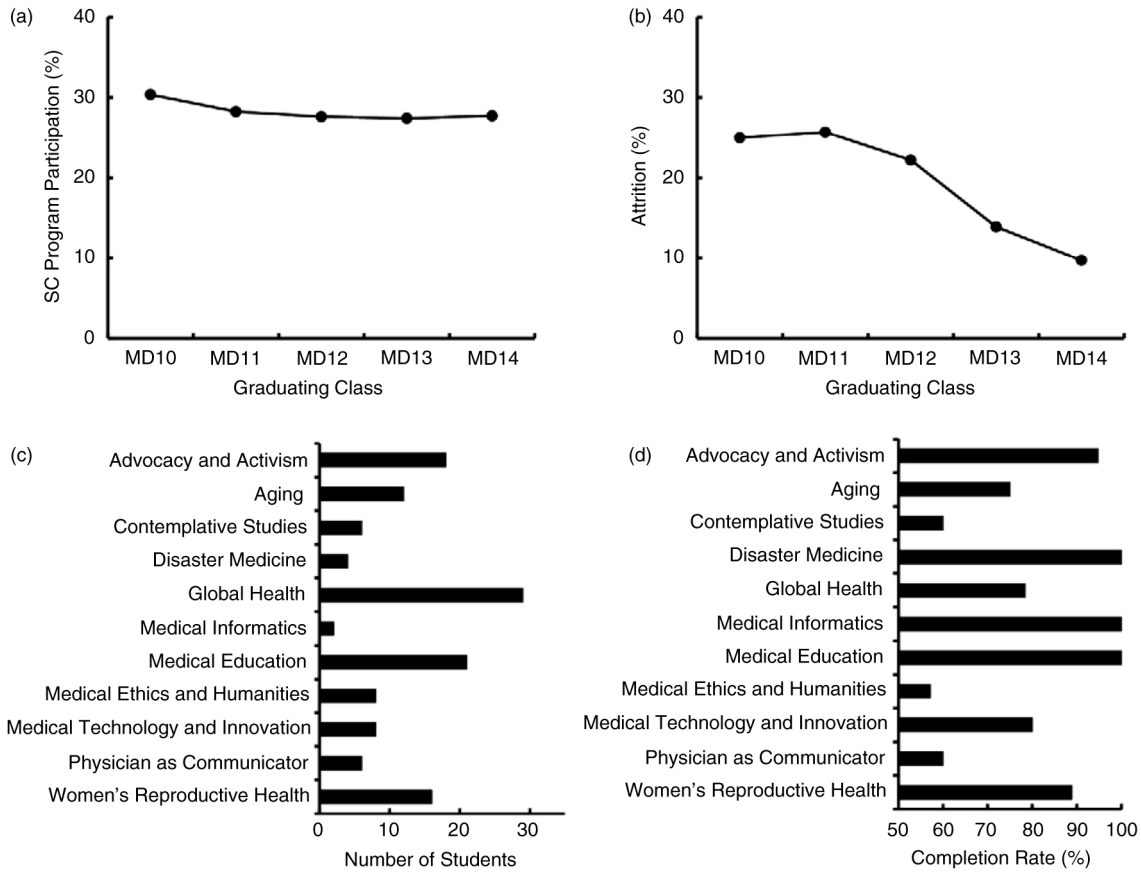 (a)
SC Program Participation (%)
40
30
20
10
0
MD10 MD11 MD12 MD13 MD14
Graduating Class
(b)
Attrition (%)
40
30
20
10
0
MD10 MD11 MD12 MD13 MD14
Graduating Class
(c)
Advocacy and Activism
Aging
Contemplative Studies
Disaster Medicine
Global Health
Medical Informatics
Medical Education
Medical Ethics and Humanities
Medical Technology and Innovation
Physician as Communicator
Women's Reproductive Health
0 10 20 30
Number of Students
(d)
Advocacy and Activism
Aging
Contemplative Studies
Disaster Medicine
Global Health
Medical Informatics
Medical Education
Medical Ethics and Humanities
Medical Technology and Innovation
Physician as Communicator
Women's Reproductive Health
50 60 70 80 90 100
Completion Rate (%)